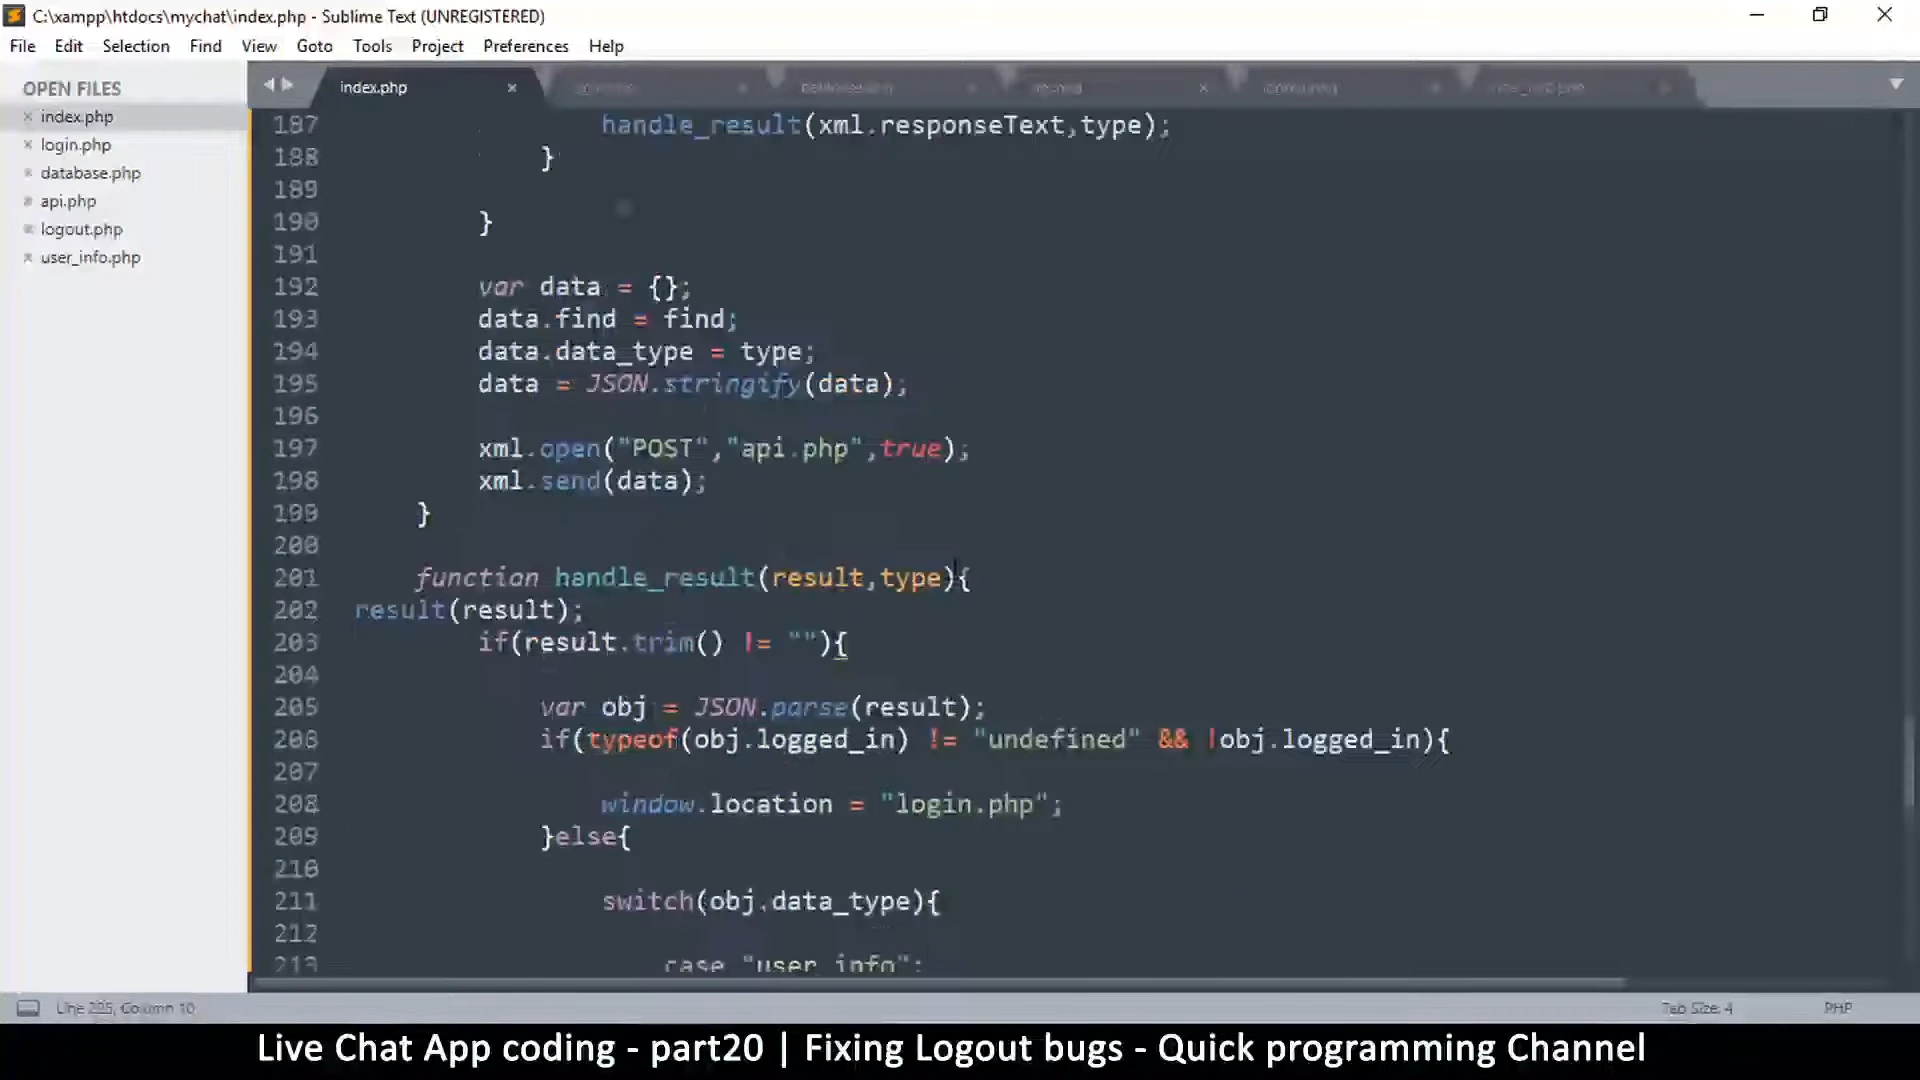 C:\xampp\htdocs\mychat\index.php - Sublime Text (UNREGISTERED)
File Edit Selection Find View Goto Tools Project Preferences Help
OPEN FILES
index.php
login.php
database.php
api.php
logout.php
user_info.php
index.php
187 handle_result(xml.responseText,type);
188 }
189
190 }
191
192 var data = {};
193 data.find = find;
194 data.data_type = type;
195 data = JSON.stringify(data);
196
197 xml.open("POST","api.php",true);
198 xml.send(data);
199 }
200
201 function handle_result(result,type){
202 result(result);
203 if(result.trim() != ""){
204
205 var obj = JSON.parse(result);
206 if(typeof(obj.logged_in) != "undefined" && !obj.logged_in){
207
208 window.location = "login.php";
209 }else{
210
211 switch(obj.data_type){
212
213 case "user_info":
Column 10
Tab Size: 4
PHP
Live Chat App coding - part20 | Fixing Logout bugs - Quick programming Channel